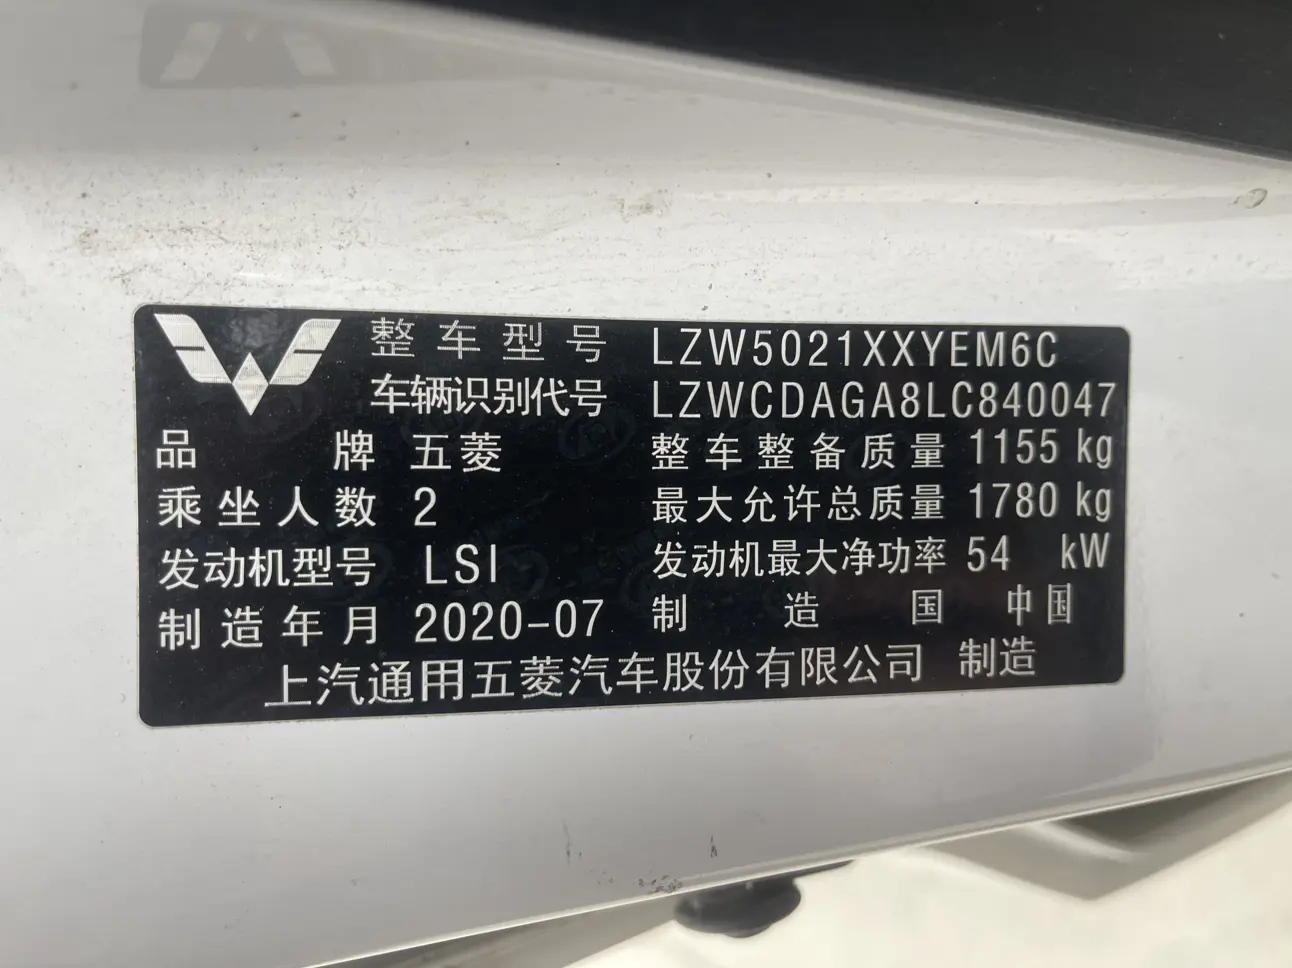 整车型号 LZW5021XXYEM6C
车辆识别代号 LZWCDAGA8LC840047
品牌 五菱 整车整备质量 1155 kg
乘坐人数 2 最大允许总质量 1780 kg
发动机型号 LSI 发动机最大净功率 54 kW
制造年月 2020-07 制造国 中国
上汽通用五菱汽车股份有限公司 制造